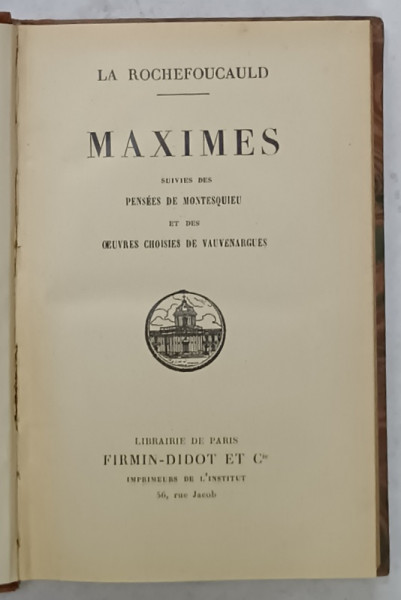 LA ROCHEFOUCAULD
MAXIMES
SUIVIES DES
PENSÉES DE MONTESQUIEU
ET DES
ŒUVRES CHOISIES DE VAUVENARGUES
LIBRAIRIE DE PARIS
FIRMIN-DIDOT ET Cie
IMPRIMEURS DE L'INSTITUT
56, rue Jacob